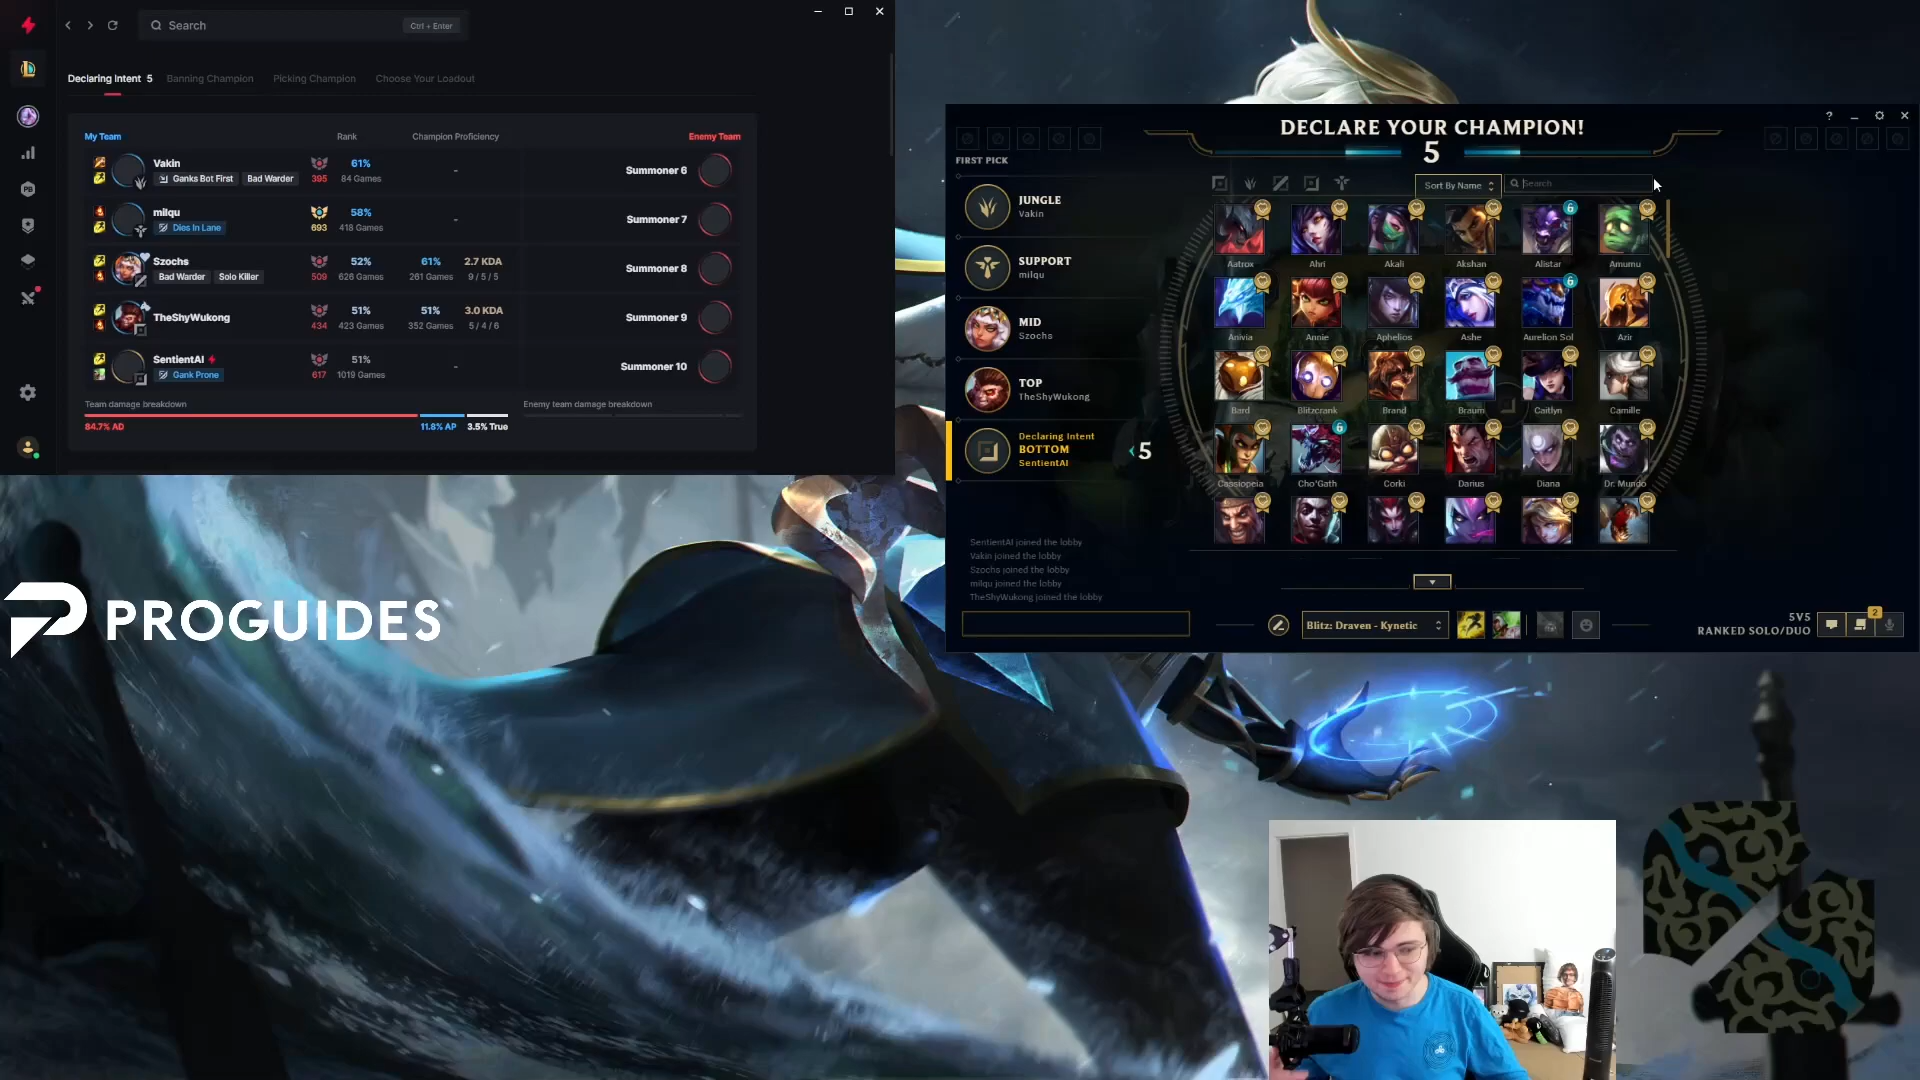 Search
Ctrl + Enter
Declaring Intent 5
Banning Champion
Picking Champion
Choose Your Loadout
My Team
Rank
Champion Proficiency
Enemy Team
Vakin
Ganks Bot First
Bad Warder
61%
395
84 Games
-
Summoner 6
milqu
Dies In Lane
58%
693
418 Games
-
Summoner 7
Szochs
Bad Warder
Solo Killer
52%
509
626 Games
61%
261 Games
2.7 KDA
9 / 5 / 5
Summoner 8
TheShyWukong
51%
434
423 Games
51%
352 Games
3.0 KDA
5 / 4 / 6
Summoner 9
SentientAI
Gank Prone
51%
617
1019 Games
-
Summoner 10
Team damage breakdown
Enemy team damage breakdown
84.7% AD
11.8% AP
3.5% True
PROGUIDES
?
DECLARE YOUR CHAMPION!
5
FIRST PICK
JUNGLE
Vakin
SUPPORT
milqu
MID
Szochs
TOP
TheShyWukong
Declaring Intent
BOTTOM
SentientAI
5
Sort By Name
Search
Aatrox
Ahri
Akali
Akshan
6
Alistar
Amumu
Anivia
Annie
Aphelios
Ashe
6
Aurelion Sol
Azir
Bard
Blitzcrank
Brand
Braum
Caitlyn
Camille
Cassiopeia
6
Cho'Gath
Corki
Darius
Diana
Dr. Mundo
SentientAI joined the lobby
Vakin joined the lobby
Szochs joined the lobby
milqu joined the lobby
TheShyWukong joined the lobby
Blitz: Draven - Kynetic
5V5
RANKED SOLO/DUO
2